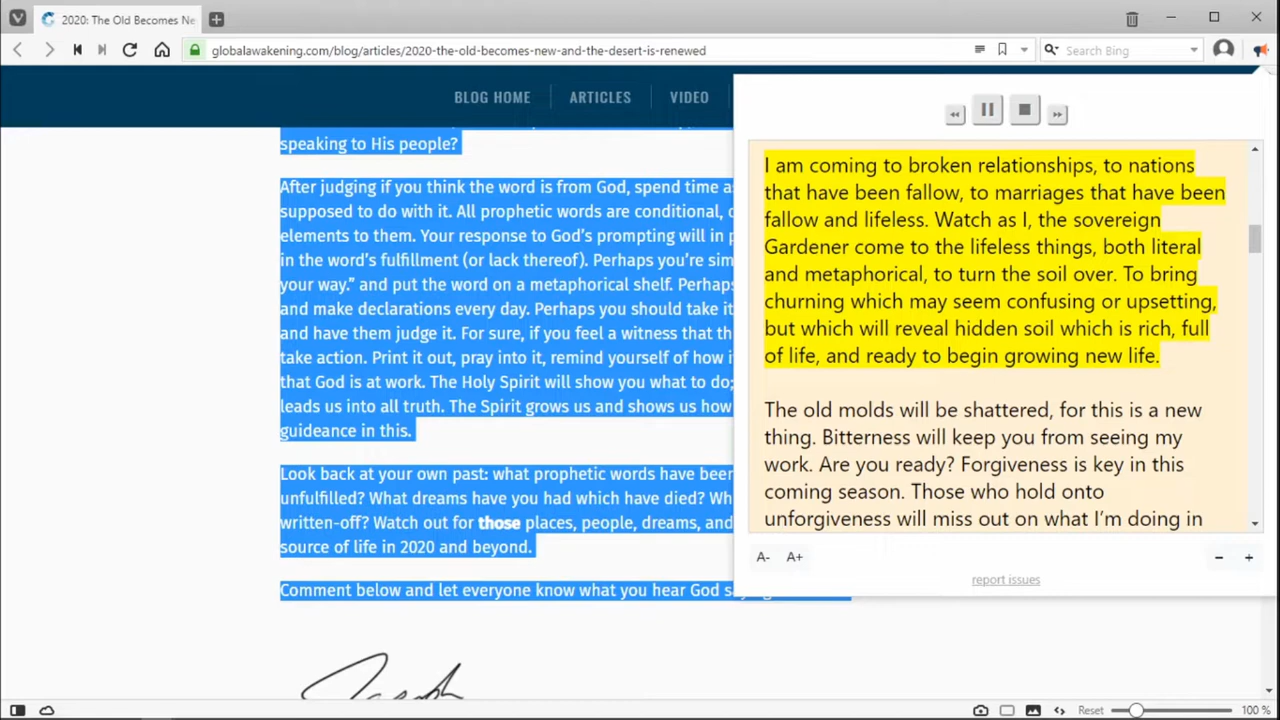 2020: The Old Becomes Ne
globalawakening.com/blog/articles/2020-the-old-becomes-new-and-the-desert-is-renewed
Search Bing
BLOG HOME
ARTICLES
VIDEO
speaking to His people?
After judging if you think the word is from God, spend time as
supposed to do with it. All prophetic words are conditional,
elements to them. Your response to God's prompting will in p
in the word's fulfillment (or lack thereof). Perhaps you're sim
your way.” and put the word on a metaphorical shelf. Perhaps
and make declarations every day. Perhaps you should take it
and have them judge it. For sure, if you feel a witness that th
take action. Print it out, pray into it, remind yourself of how i
that God is at work. The Holy Spirit will show you what to do;
leads us into all truth. The Spirit grows us and shows us how
guideance in this.
Look back at your own past: what prophetic words have been
unfulfilled? What dreams have you had which have died? Wh
written-off? Watch out for those places, people, dreams, and
source of life in 2020 and beyond.
Comment below and let everyone know what you hear God
I am coming to broken relationships, to nations
that have been fallow, to marriages that have been
fallow and lifeless. Watch as I, the sovereign
Gardener come to the lifeless things, both literal
and metaphorical, to turn the soil over. To bring
churning which may seem confusing or upsetting,
but which will reveal hidden soil which is rich, full
of life, and ready to begin growing new life.
The old molds will be shattered, for this is a new
thing. Bitterness will keep you from seeing my
work. Are you ready? Forgiveness is key in this
coming season. Those who hold onto
unforgiveness will miss out on what I'm doing in
A- A+ − +
report issues
Joseph
Reset 100 %